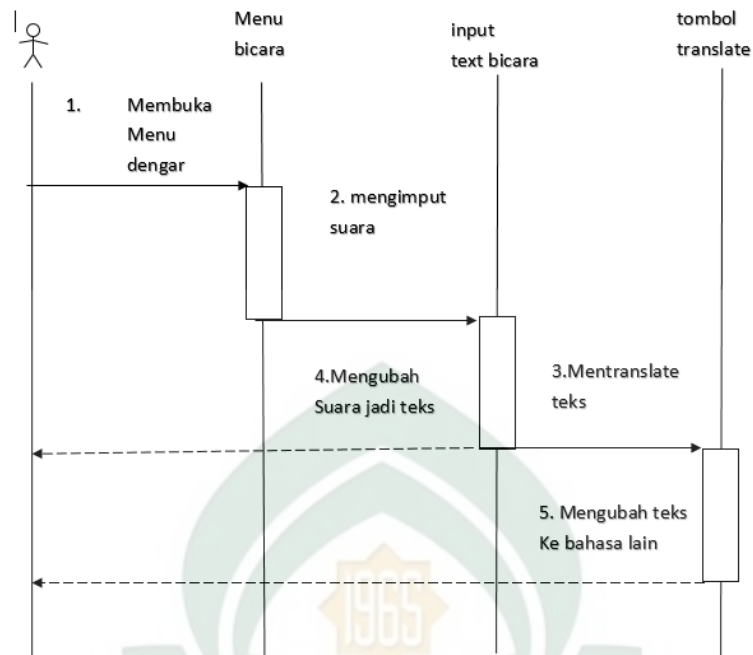 Menu
bicara
input
text bicara
tombol
translate
1. Membuka
Menu
dengar
2. mengimput
suara
4.Mengubah
Suara jadi teks
3.Mentranslate
teks
5. Mengubah teks
Ke bahasa lain
1965